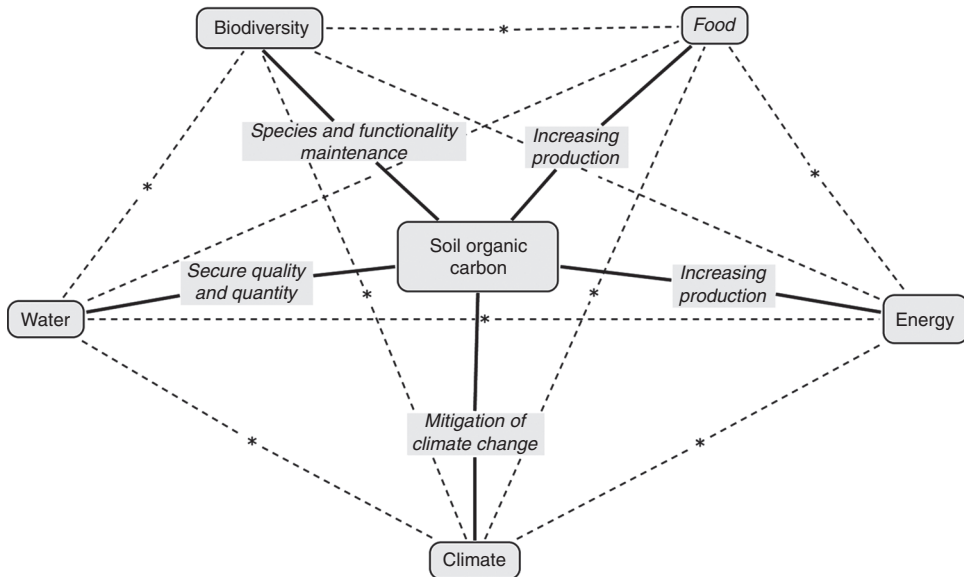 Biodiversity
*
Food
Species and functionality
maintenance
Increasing
production
*
*
Soil organic
carbon
Secure quality
and quantity
Increasing
production
*
*
Water
*
Energy
Mitigation of
climate change
*
*
Climate